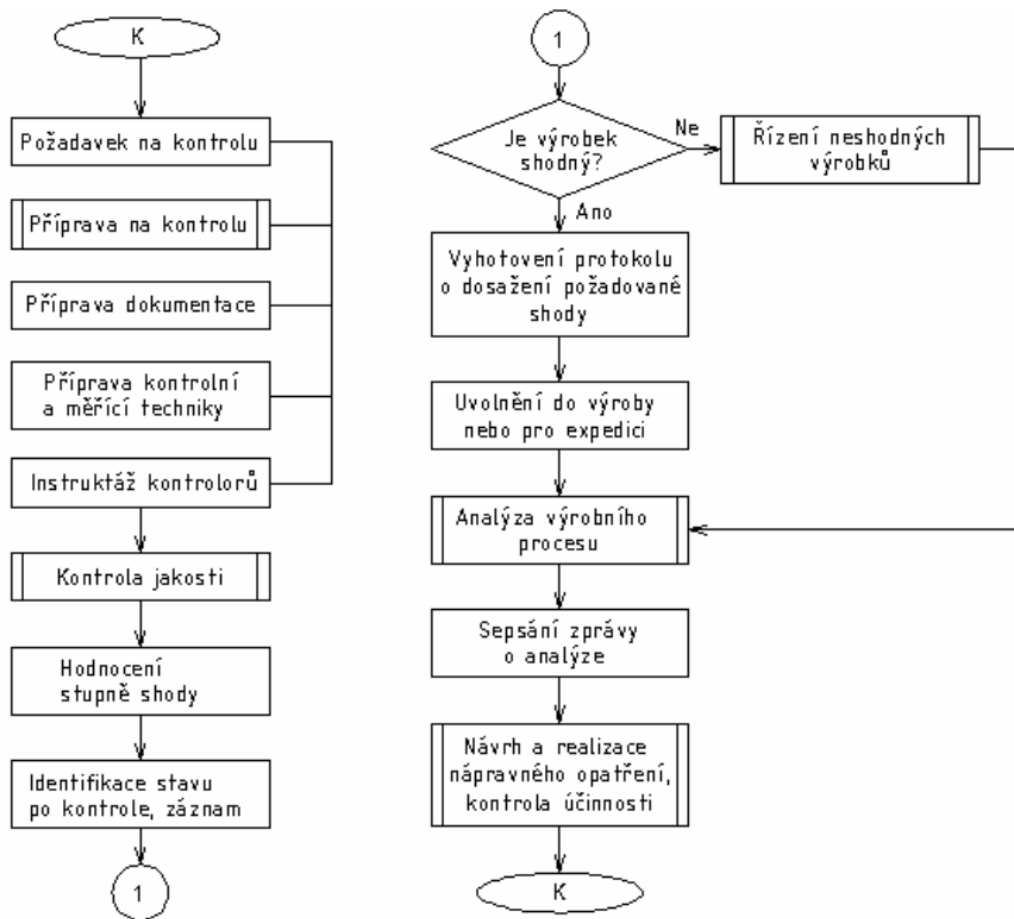 K
Požadavek na kontrolu
Příprava na kontrolu
Příprava dokumentace
Příprava kontrolní
a měřící techniky
Instruktáž kontrolorů
Kontrola jakosti
Hodnocení
stupně shody
Identifikace stavu
po kontrole, záznam
1
1
Je výrobek
shodný?
Ne
Řízení neshodných
výrobků
Ano
Vyhotovení protokolu
o dosažení požadované
shody
Uvolnění do výroby
nebo pro expedici
Analýza výrobního
procesu
Sepsání zprávy
o analýze
Návrh a realizace
nápravného opatření,
kontrola účinnosti
K